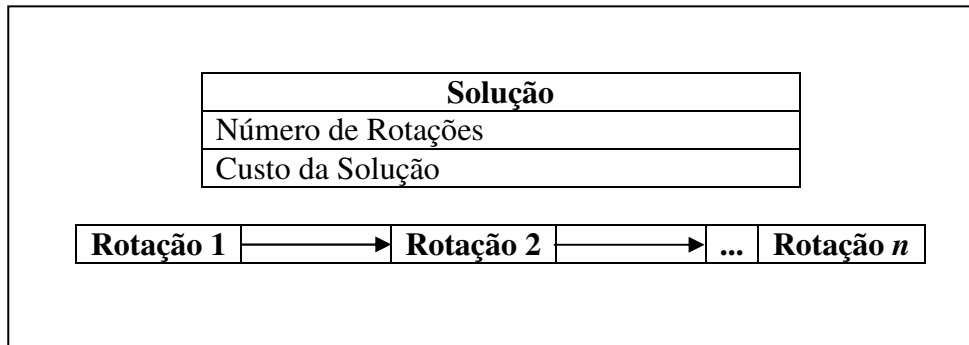 Solução
Número de Rotações
Custo da Solução
Rotação 1 Rotação 2 ... Rotação n